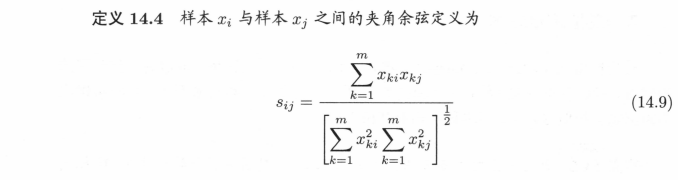 定义 14.4 样本 $x_i$ 与样本 $x_j$ 之间的夹角余弦定义为
$$s_{ij} = \frac{\sum_{k=1}^{m} x_{ki}x_{kj}}{\left[\sum_{k=1}^{m} x_{ki}^2 \sum_{k=1}^{m} x_{kj}^2\right]^{\frac{1}{2}}}$$ (14.9)